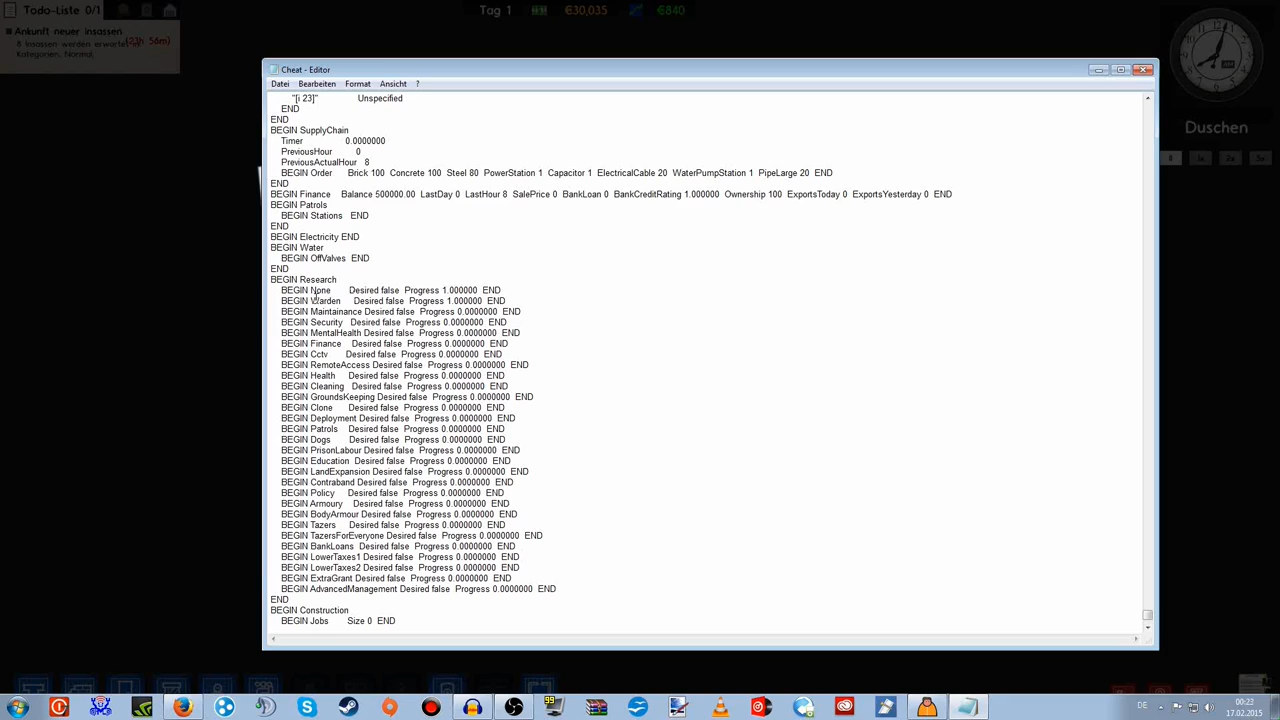 Todo-Liste 0/1
Tag 1
€30,035
€840
Ankunft neuer Insassen
8 Insassen werden erwartet
(23h 56m)
Kategorien: Normal,
Duschen
Cheat - Editor
Datei Bearbeiten Format Ansicht ?
"[i 23]" Unspecified
END
END
BEGIN SupplyChain
Timer 0.0000000
PreviousHour 0
PreviousActualHour 8
BEGIN Order Brick 100 Concrete 100 Steel 80 PowerStation 1 Capacitor 1 ElectricalCable 20 WaterPumpStation 1 PipeLarge 20 END
END
BEGIN Finance Balance 500000.00 LastDay 0 LastHour 8 SalePrice 0 BankLoan 0 BankCreditRating 1.000000 Ownership 100 ExportsToday 0 ExportsYesterday 0 END
BEGIN Patrols
BEGIN Stations END
END
BEGIN Electricity END
BEGIN Water
BEGIN OffValves END
END
BEGIN Research
BEGIN None Desired false Progress 1.000000 END
BEGIN Warden Desired false Progress 1.000000 END
BEGIN Maintainance Desired false Progress 0.0000000 END
BEGIN Security Desired false Progress 0.0000000 END
BEGIN MentalHealth Desired false Progress 0.0000000 END
BEGIN Finance Desired false Progress 0.0000000 END
BEGIN Cctv Desired false Progress 0.0000000 END
BEGIN RemoteAccess Desired false Progress 0.0000000 END
BEGIN Health Desired false Progress 0.0000000 END
BEGIN Cleaning Desired false Progress 0.0000000 END
BEGIN GroundsKeeping Desired false Progress 0.0000000 END
BEGIN Clone Desired false Progress 0.0000000 END
BEGIN Deployment Desired false Progress 0.0000000 END
BEGIN Patrols Desired false Progress 0.0000000 END
BEGIN Dogs Desired false Progress 0.0000000 END
BEGIN PrisonLabour Desired false Progress 0.0000000 END
BEGIN Education Desired false Progress 0.0000000 END
BEGIN LandExpansion Desired false Progress 0.0000000 END
BEGIN Contraband Desired false Progress 0.0000000 END
BEGIN Policy Desired false Progress 0.0000000 END
BEGIN Armoury Desired false Progress 0.0000000 END
BEGIN BodyArmour Desired false Progress 0.0000000 END
BEGIN Tazers Desired false Progress 0.0000000 END
BEGIN TazersForEveryone Desired false Progress 0.0000000 END
BEGIN BankLoans Desired false Progress 0.0000000 END
BEGIN LowerTaxes1 Desired false Progress 0.0000000 END
BEGIN LowerTaxes2 Desired false Progress 0.0000000 END
BEGIN ExtraGrant Desired false Progress 0.0000000 END
BEGIN AdvancedManagement Desired false Progress 0.0000000 END
END
BEGIN Construction
BEGIN Jobs Size 0 END
99
DE
00:22
17.02.2015